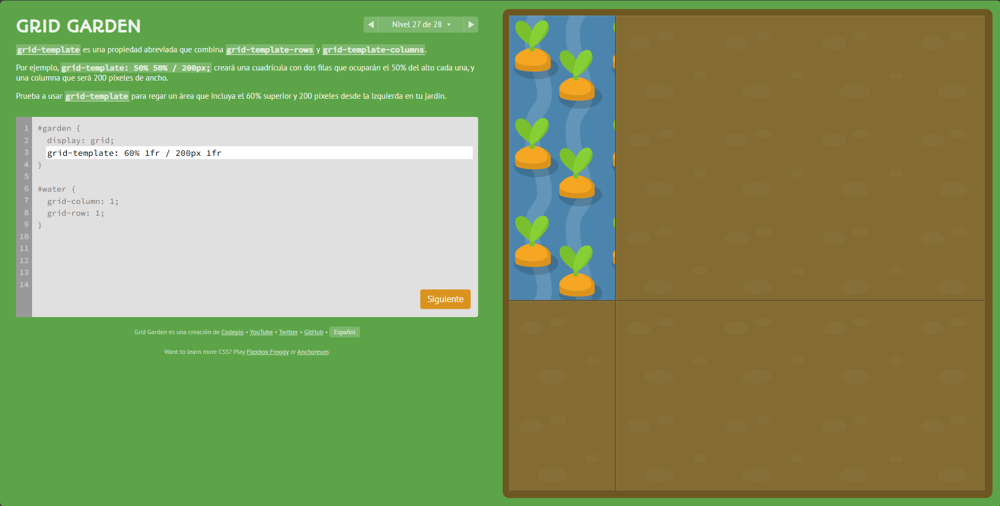 GRID GARDEN
◀ Nivel 27 de 28 ▾ ▶
grid-template es una propiedad abreviada que combina grid-template-rows y grid-template-columns.
Por ejemplo, grid-template: 50% 50% / 200px; creará una cuadrícula con dos filas que ocuparán el 50% del alto cada una, y
una columna que será 200 píxeles de ancho.
Prueba a usar grid-template para regar un área que incluya el 60% superior y 200 píxeles desde la izquierda en tu jardín.
1 #garden {
2 display: grid;
3 grid-template: 60% 1fr / 200px 1fr
4 }
5
6 #water {
7 grid-column: 1;
8 grid-row: 1;
9 }
10
11
12
13
14
Siguiente
Grid Garden es una creación de Codepip • YouTube • Twitter • GitHub • Español
Want to learn more CSS? Play Flexbox Froggy or Anchoreum.